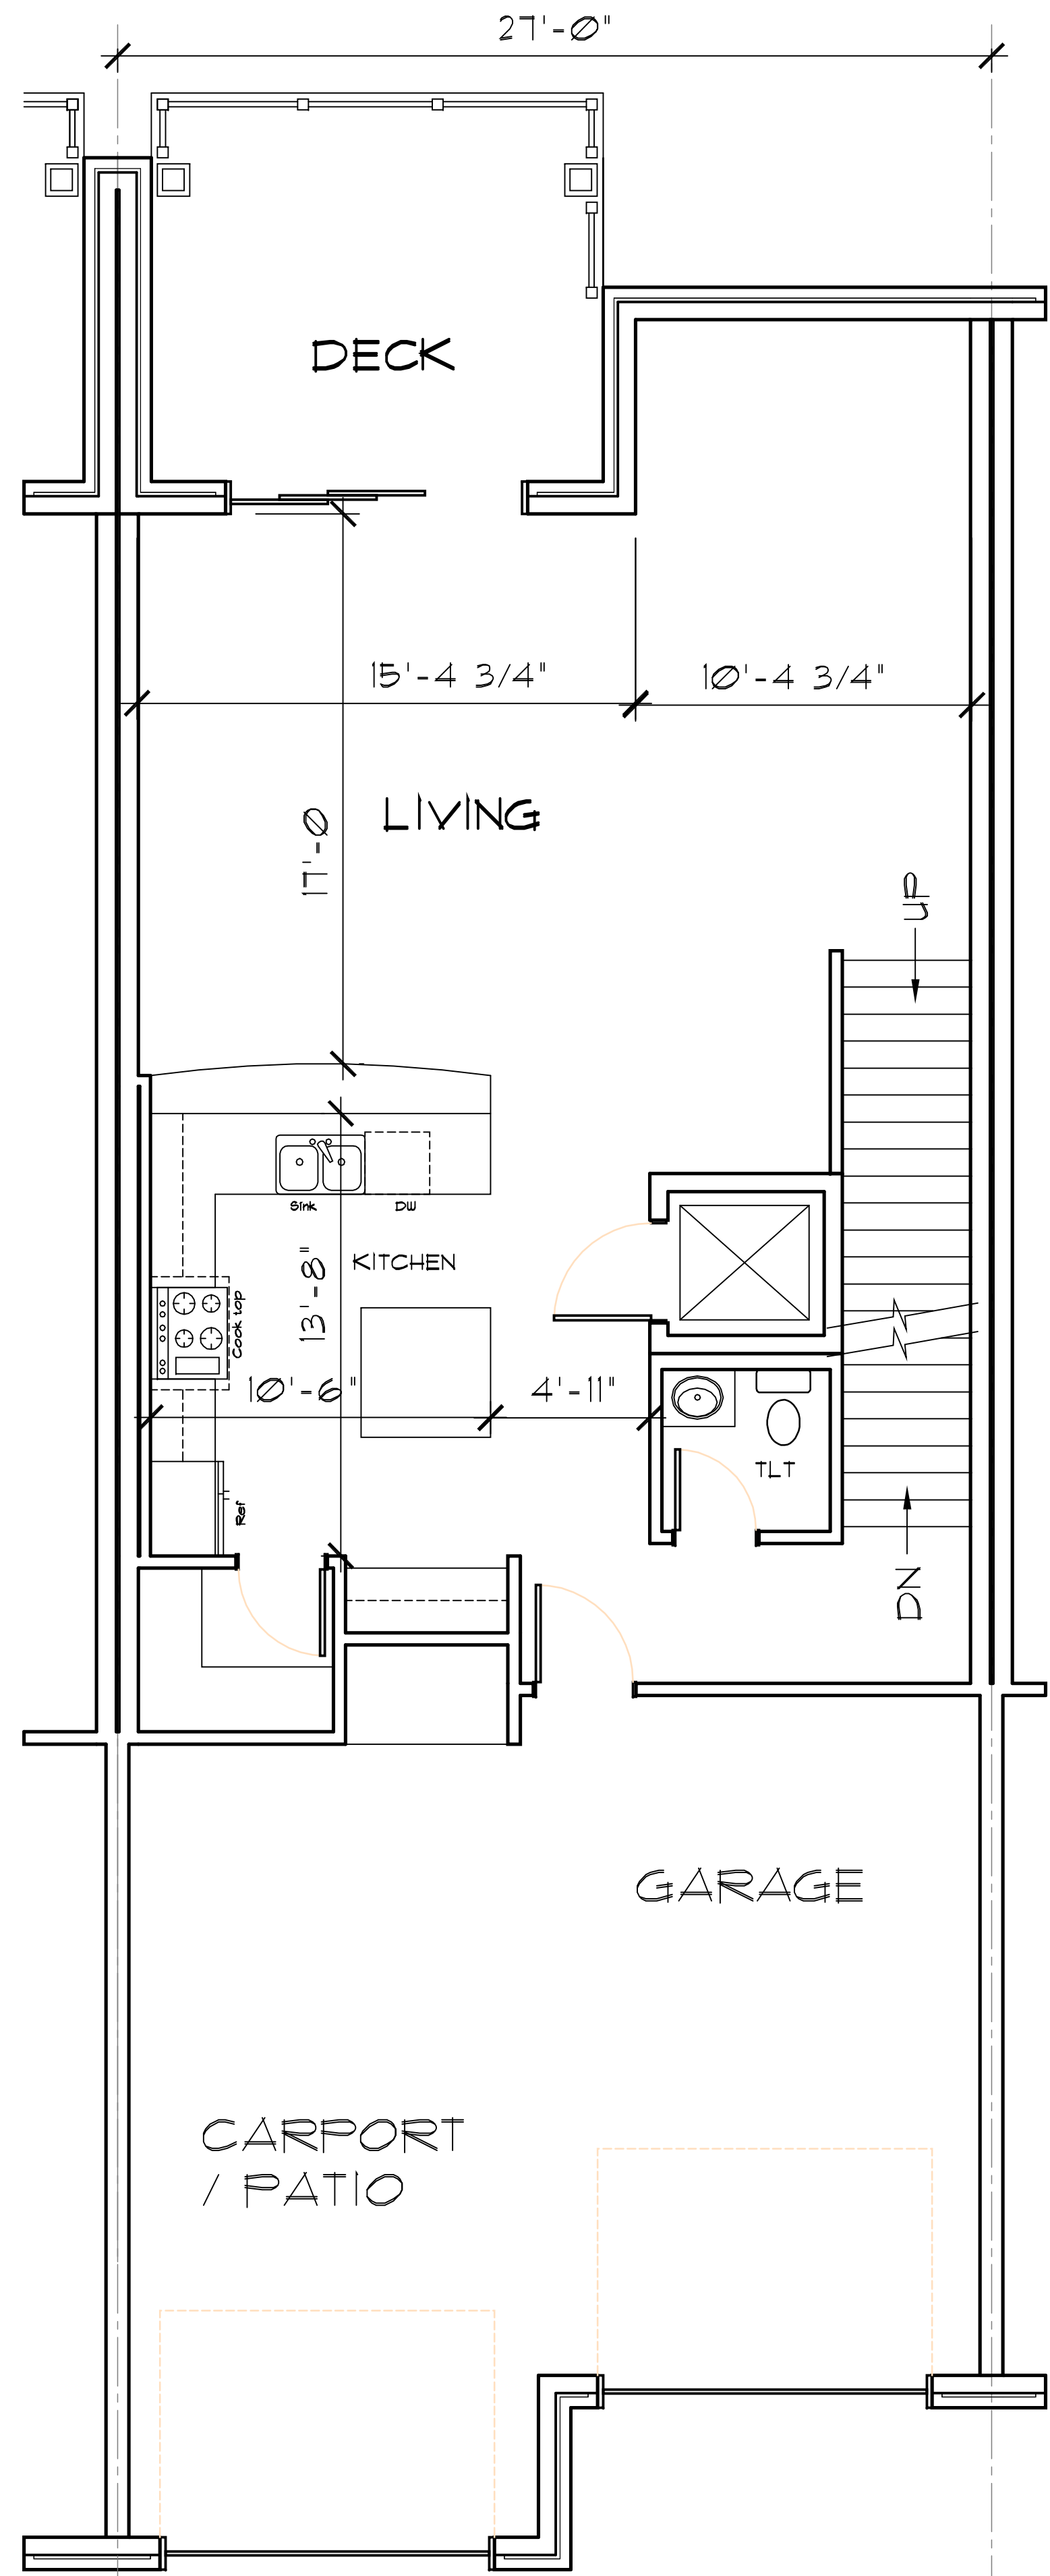 27'-0"
DECK
15'-4 3/4"
10'-4 3/4"
17'-0
LIVING
UP
Sink
DW
KITCHEN
13'-8"
Cook top
10'-6"
4'-11"
TLT
Ref
DN
GARAGE
CARPORT
/ PATIO